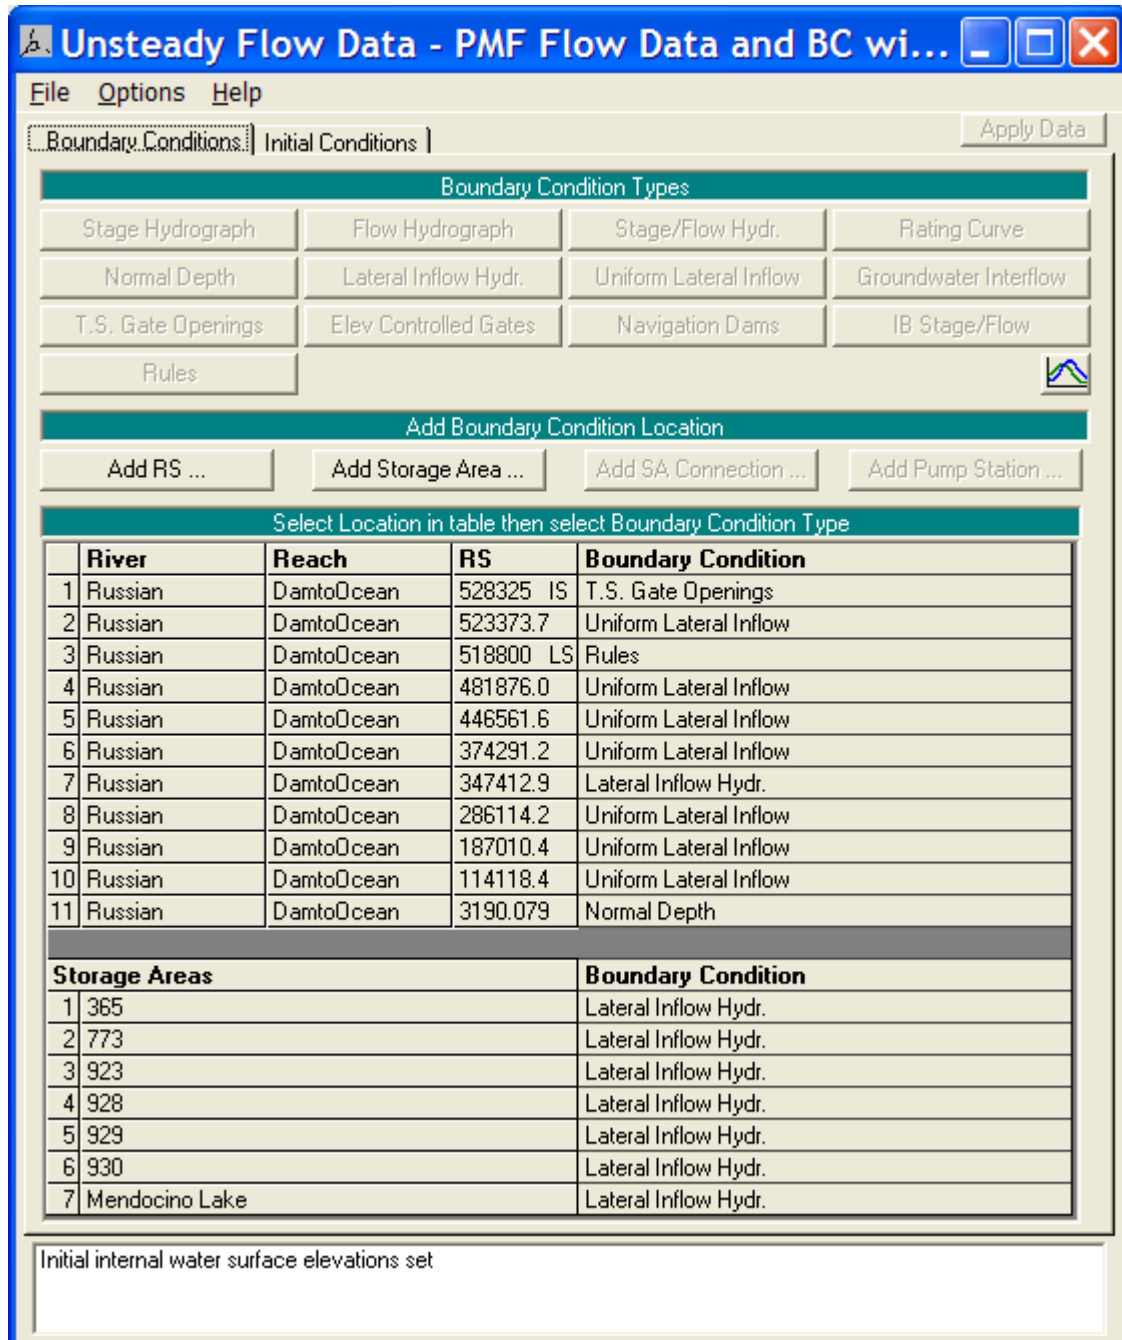 Unsteady Flow Data - PMF Flow Data and BC wi...
File Options Help
Boundary Conditions Initial Conditions Apply Data
Boundary Condition Types
Stage Hydrograph Flow Hydrograph Stage/Flow Hydr. Rating Curve
Normal Depth Lateral Inflow Hydr. Uniform Lateral Inflow Groundwater Interflow
T.S. Gate Openings Elev Controlled Gates Navigation Dams IB Stage/Flow
Rules
Add Boundary Condition Location
Add RS ... Add Storage Area ... Add SA Connection ... Add Pump Station ...
Select Location in table then select Boundary Condition Type
River Reach RS Boundary Condition
1 Russian DamtoOcean 528325 IS T.S. Gate Openings
2 Russian DamtoOcean 523373.7 Uniform Lateral Inflow
3 Russian DamtoOcean 518800 LS Rules
4 Russian DamtoOcean 481876.0 Uniform Lateral Inflow
5 Russian DamtoOcean 446561.6 Uniform Lateral Inflow
6 Russian DamtoOcean 374291.2 Uniform Lateral Inflow
7 Russian DamtoOcean 347412.9 Lateral Inflow Hydr.
8 Russian DamtoOcean 286114.2 Uniform Lateral Inflow
9 Russian DamtoOcean 187010.4 Uniform Lateral Inflow
10 Russian DamtoOcean 114118.4 Uniform Lateral Inflow
11 Russian DamtoOcean 3190.079 Normal Depth
Storage Areas Boundary Condition
1 365 Lateral Inflow Hydr.
2 773 Lateral Inflow Hydr.
3 923 Lateral Inflow Hydr.
4 928 Lateral Inflow Hydr.
5 929 Lateral Inflow Hydr.
6 930 Lateral Inflow Hydr.
7 Mendocino Lake Lateral Inflow Hydr.
Initial internal water surface elevations set